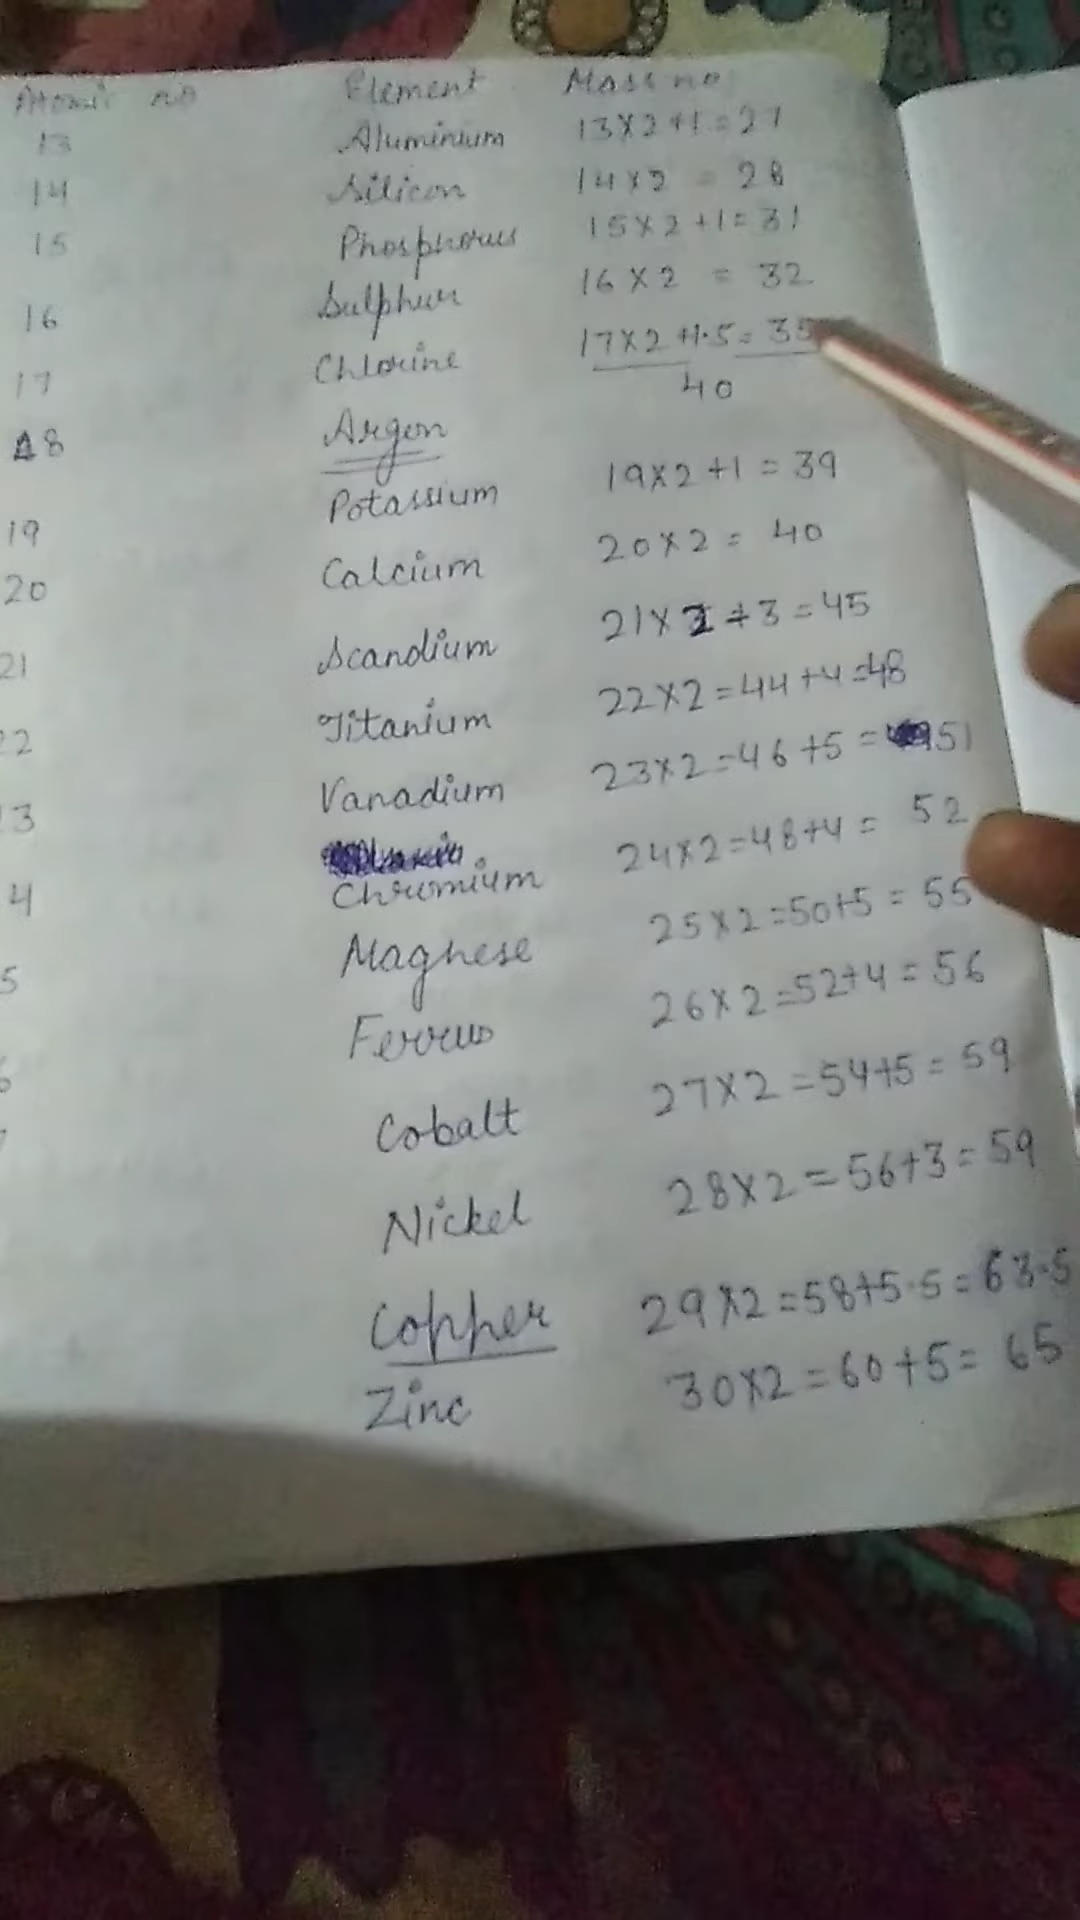 Atomic no Element Mass no
13 Aluminium 13×2+1=27
14 Silicon 14×2 = 28
15 Phosphorus 15×2+1=31
16 Sulphur 16×2 = 32
17 Chlorine 17×2+1.5=35
18 Argon 40
19 Potassium 19×2+1=39
20 Calcium 20×2= 40
21 Scandium 21×2+3=45
22 Titanium 22×2=44+4=48
3 Vanadium 23×2=46+5= 51
4 Chromium 24×2=48+4= 52
5 Magnese 25×2=50+5=55
6 Ferrus 26×2=52+4=56
Cobalt 27×2=54+5=59
Nickel 28×2=56+3=59
Copper 29×2=58+5.5=63.5
Zinc 30×2=60+5=65